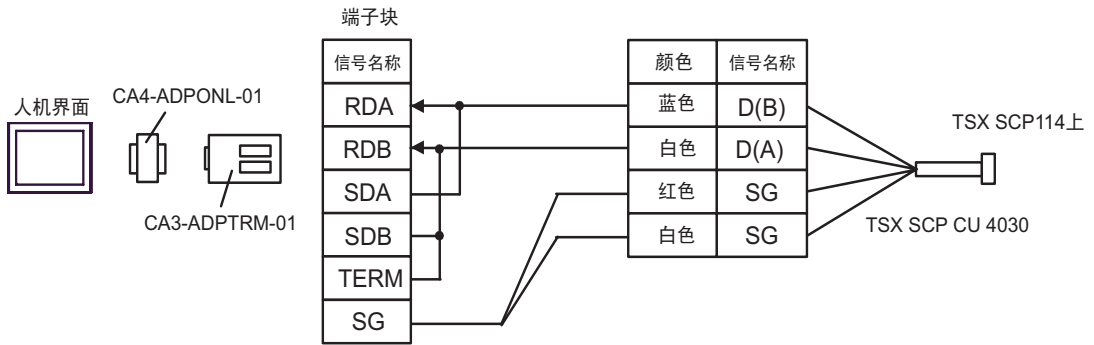 端子块
信号名称
RDA
RDB
SDA
SDB
TERM
SG
人机界面
CA4-ADPONL-01
CA3-ADPTRM-01
颜色 信号名称
蓝色 D(B)
白色 D(A)
红色 SG
白色 SG
TSX SCP114上
TSX SCP CU 4030